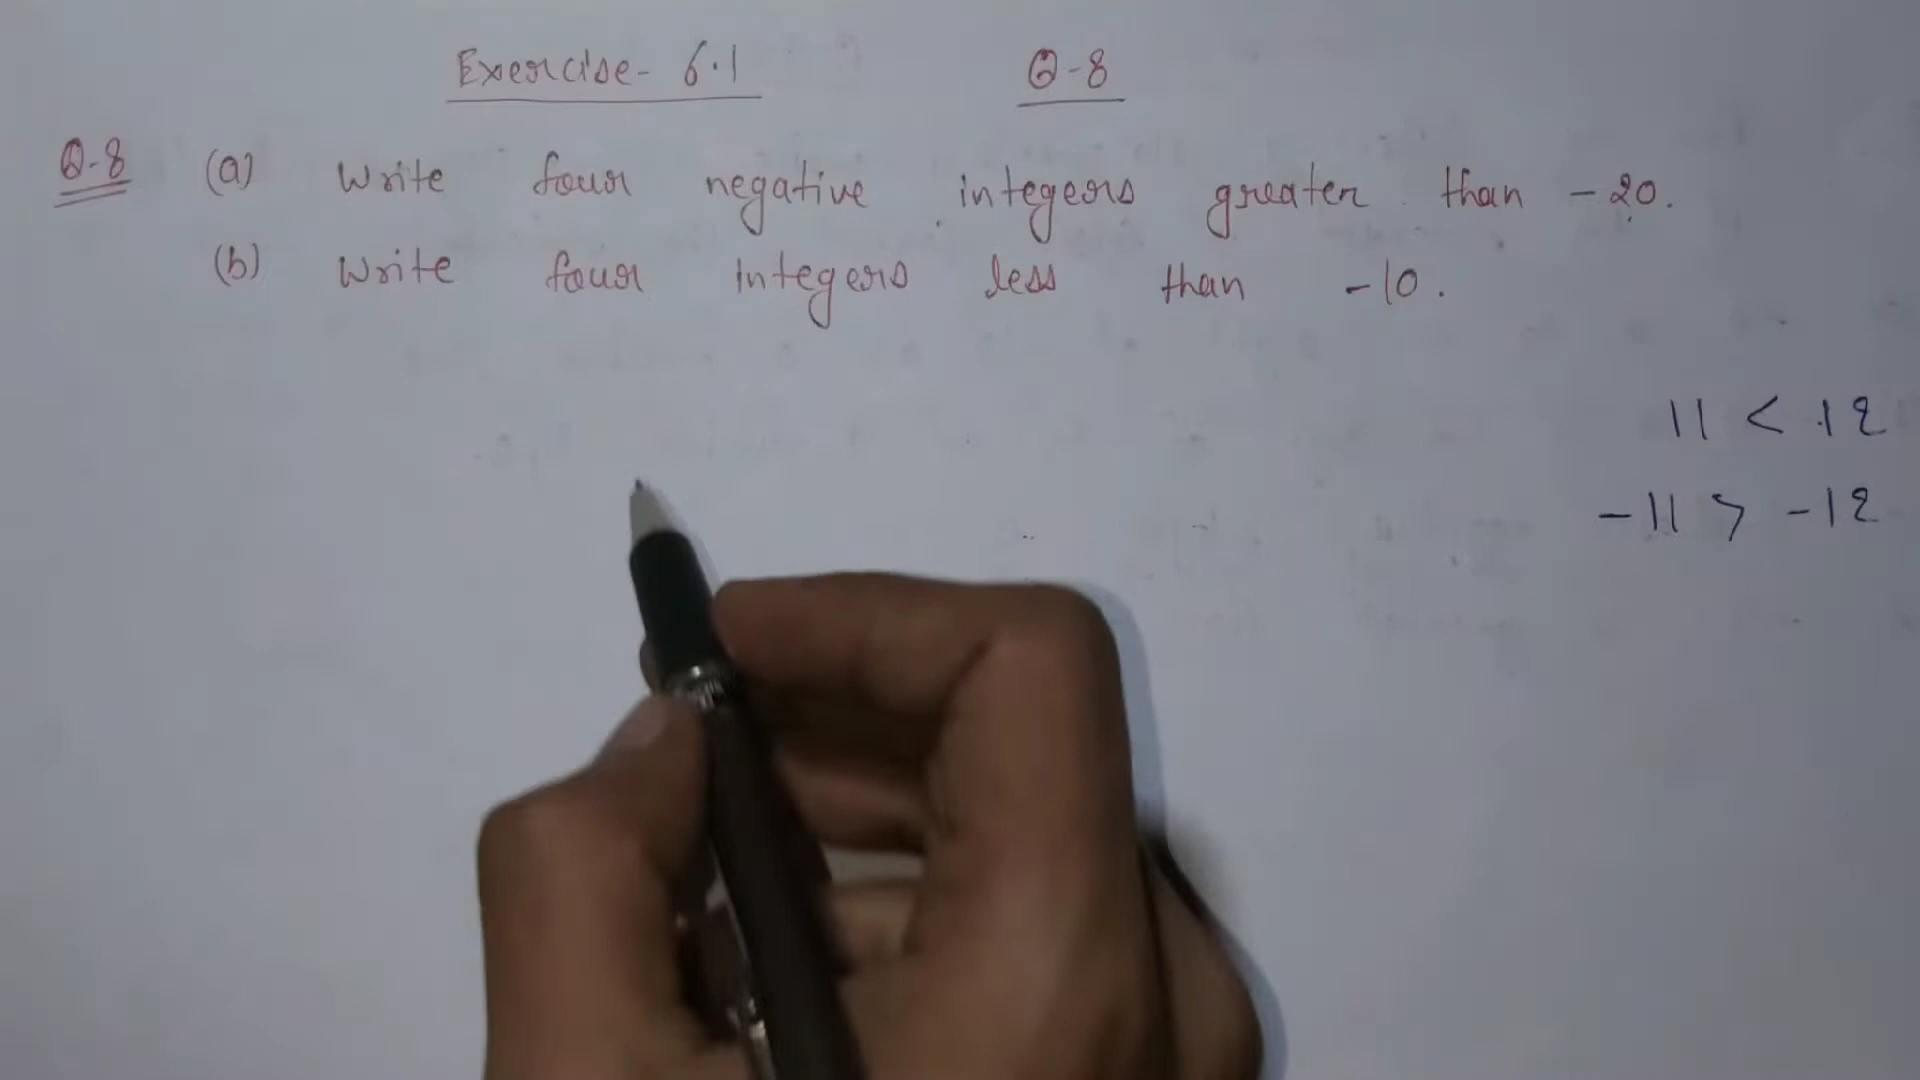 Exercise- 6.1 Q-8
Q-8 (a) Write four negative integers greater than -20.
(b) Write four integers less than -10.
11 < 12
-11 > -12